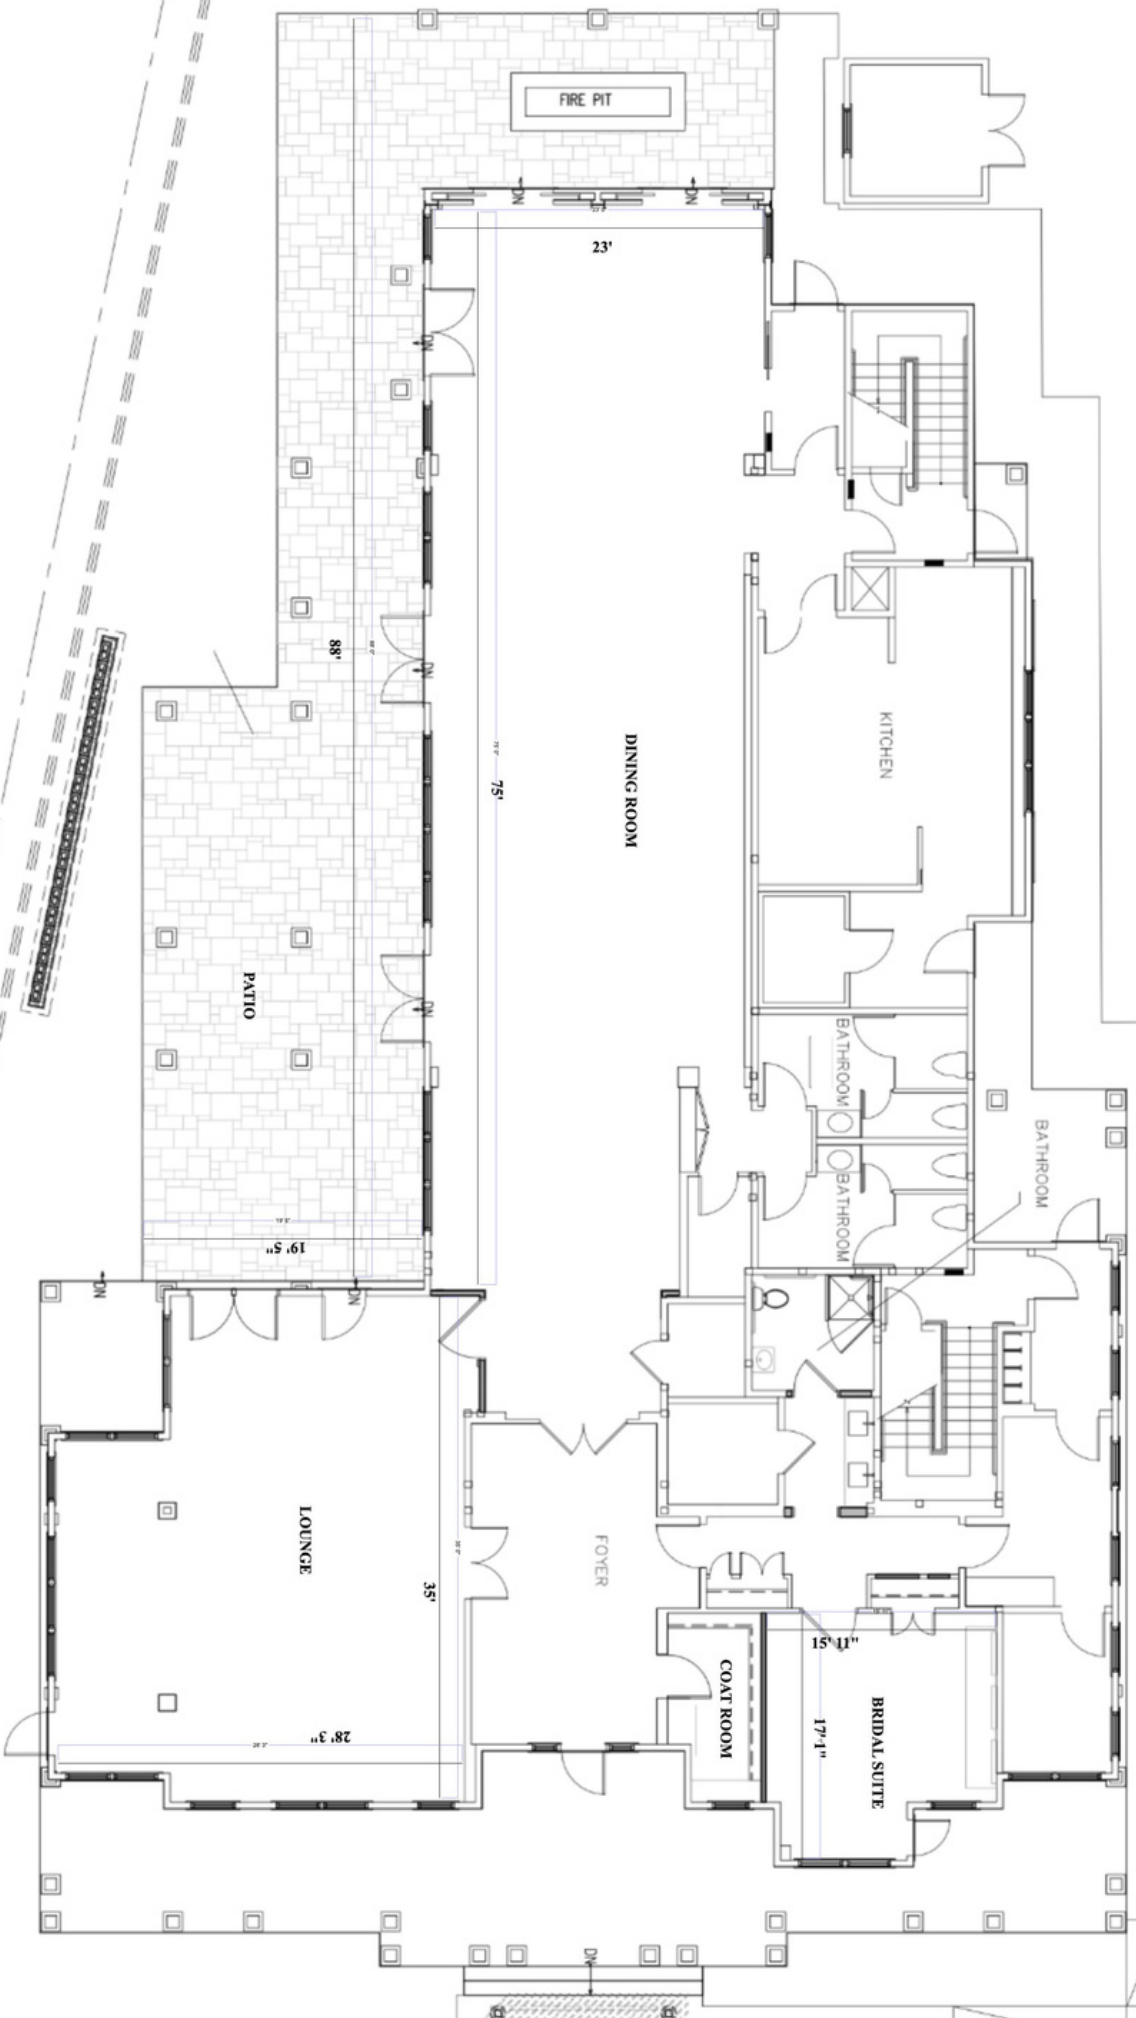 FIRE PIT
DN
DN
23'
DN
88'
DN
KITCHEN
DINING ROOM
75'
PATIO
DN
BATHROOM
BATHROOM
BATHROOM
19' 5"
DN
DN
LOUNGE
FOYER
35'
15' 11"
COAT ROOM
BRIDAL SUITE
17'1"
28' 3"
DN